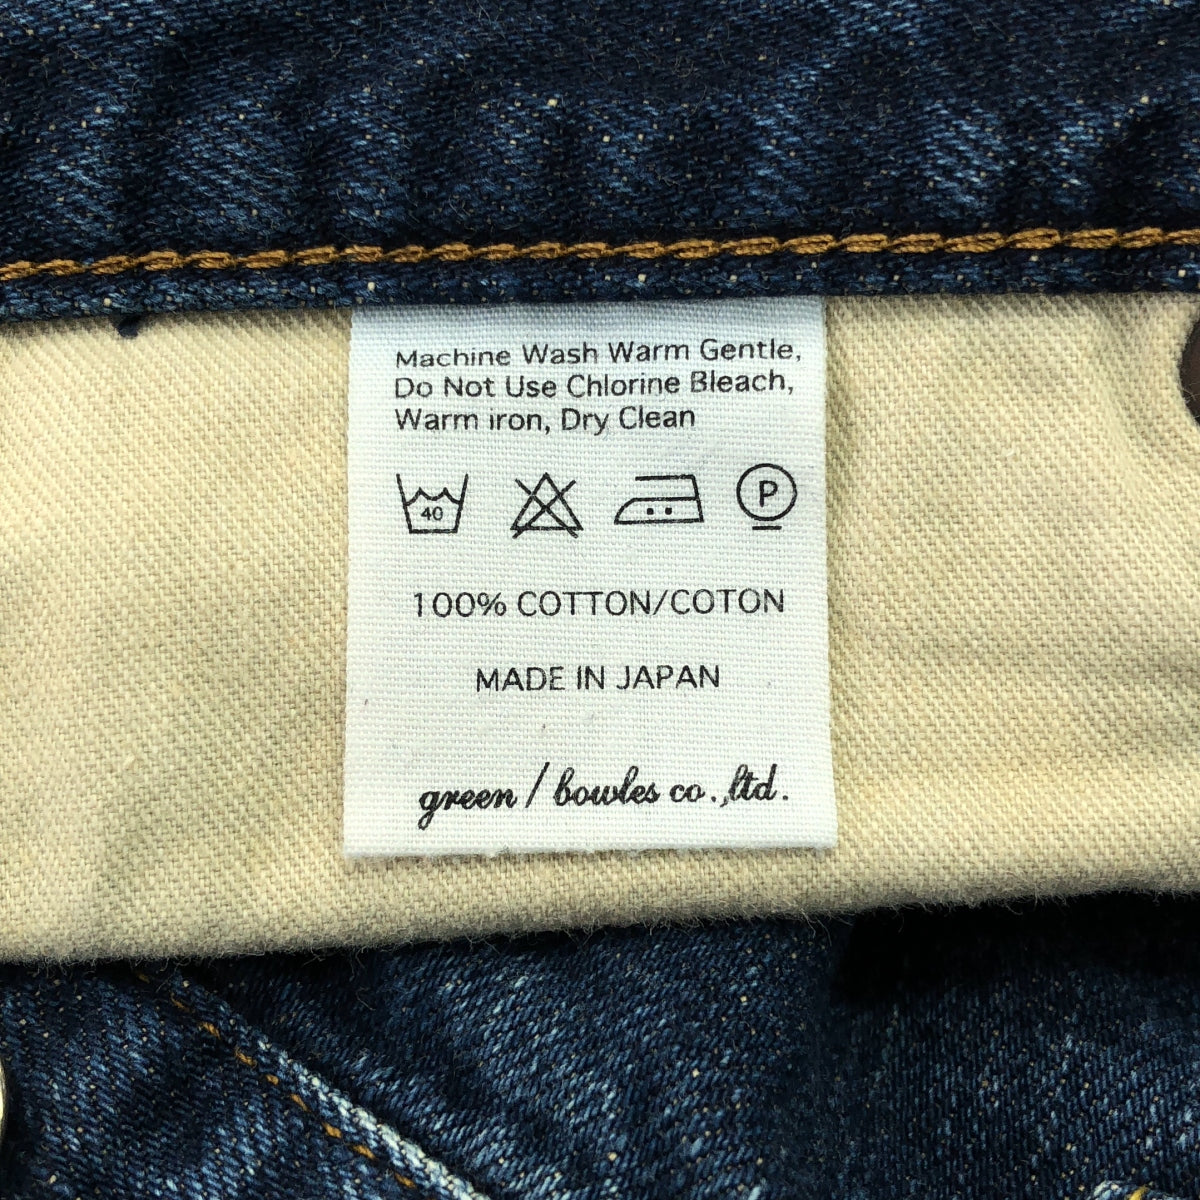 Machine Wash Warm Gentle,
Do Not Use Chlorine Bleach,
Warm iron, Dry Clean
40 P
100% COTTON/COTON
MADE IN JAPAN
green / bowles co.,ltd.